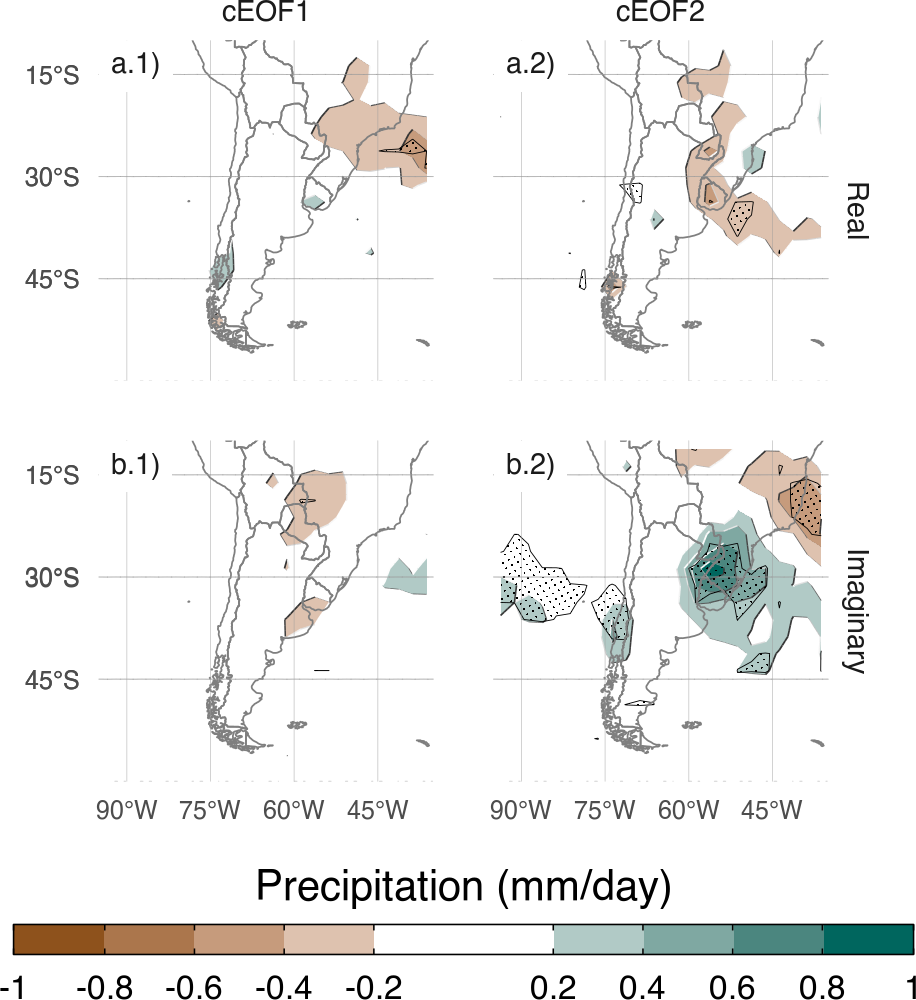 cEOF1 cEOF2
a.1) a.2)
15°S
30°S
45°S
Real
b.1) b.2)
15°S
30°S
45°S
Imaginary
90°W 75°W 60°W 45°W 90°W 75°W 60°W 45°W
Precipitation (mm/day)
-1 -0.8 -0.6 -0.4 -0.2 0.2 0.4 0.6 0.8 1